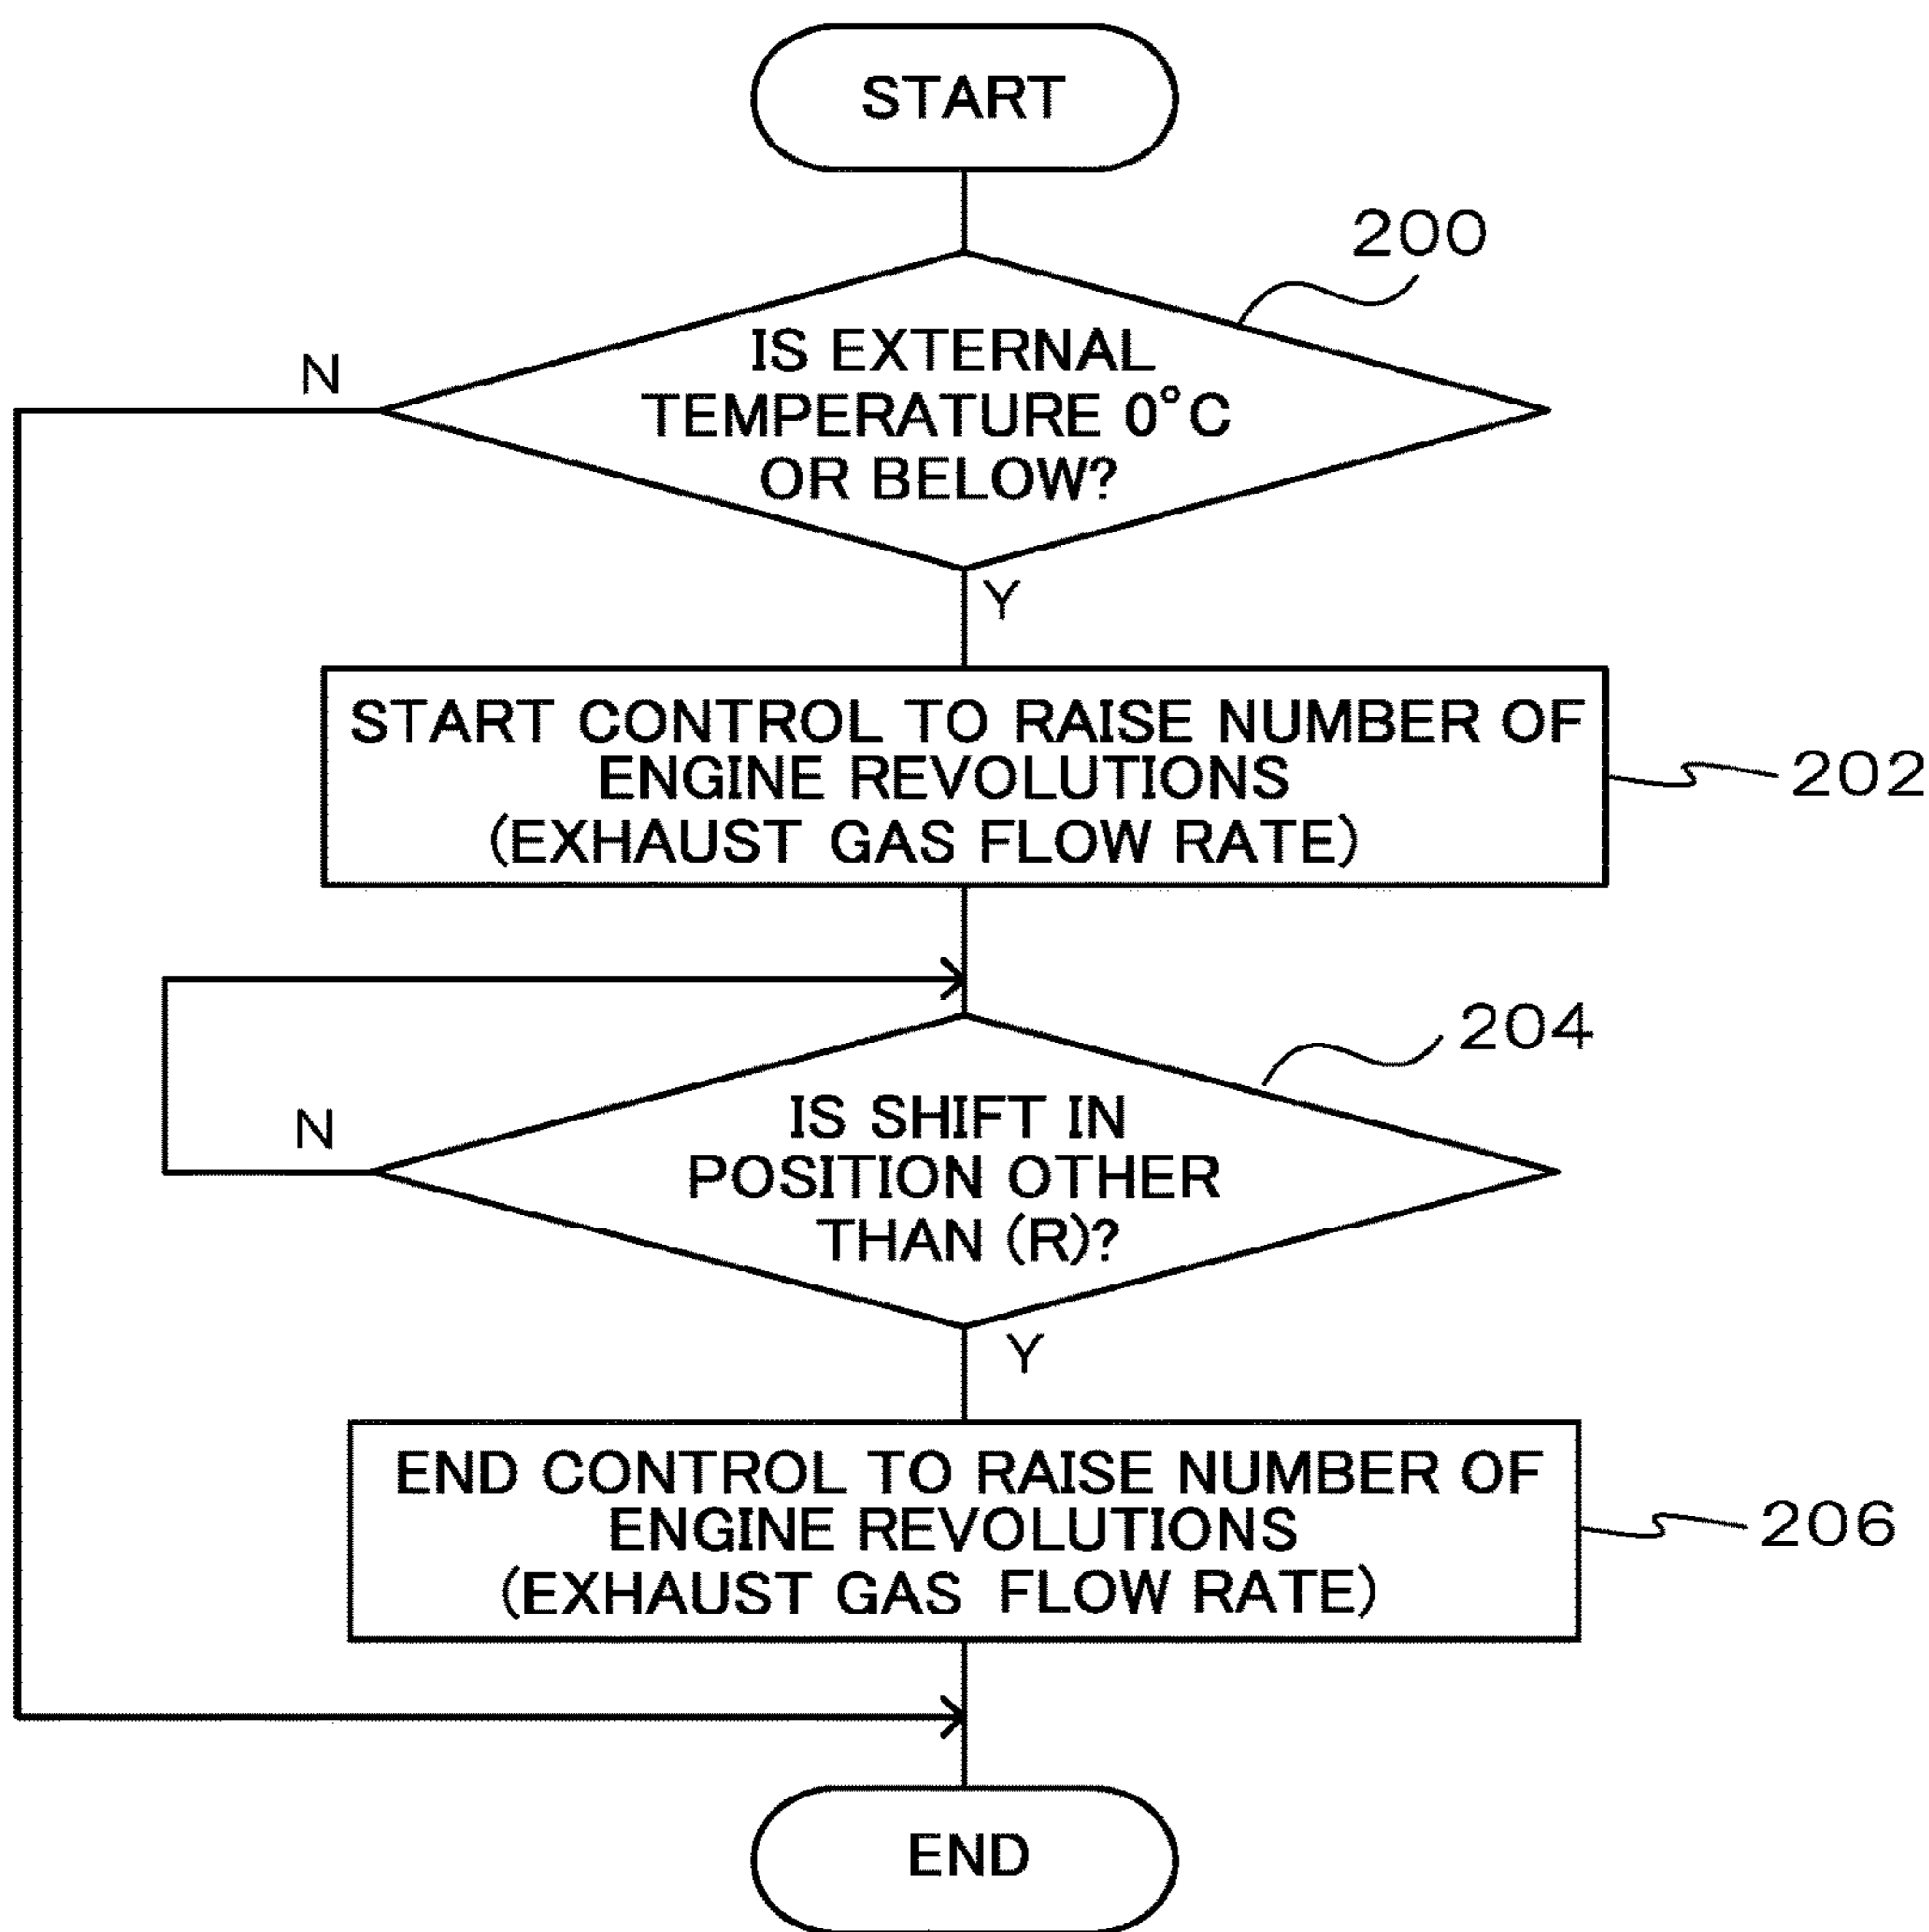 START
200
N
IS EXTERNAL
TEMPERATURE 0°C
OR BELOW?
Y
START CONTROL TO RAISE NUMBER OF
ENGINE REVOLUTIONS
(EXHAUST GAS FLOW RATE)
202
204
N
IS SHIFT IN
POSITION OTHER
THAN (R)?
Y
END CONTROL TO RAISE NUMBER OF
ENGINE REVOLUTIONS
(EXHAUST GAS FLOW RATE)
206
END